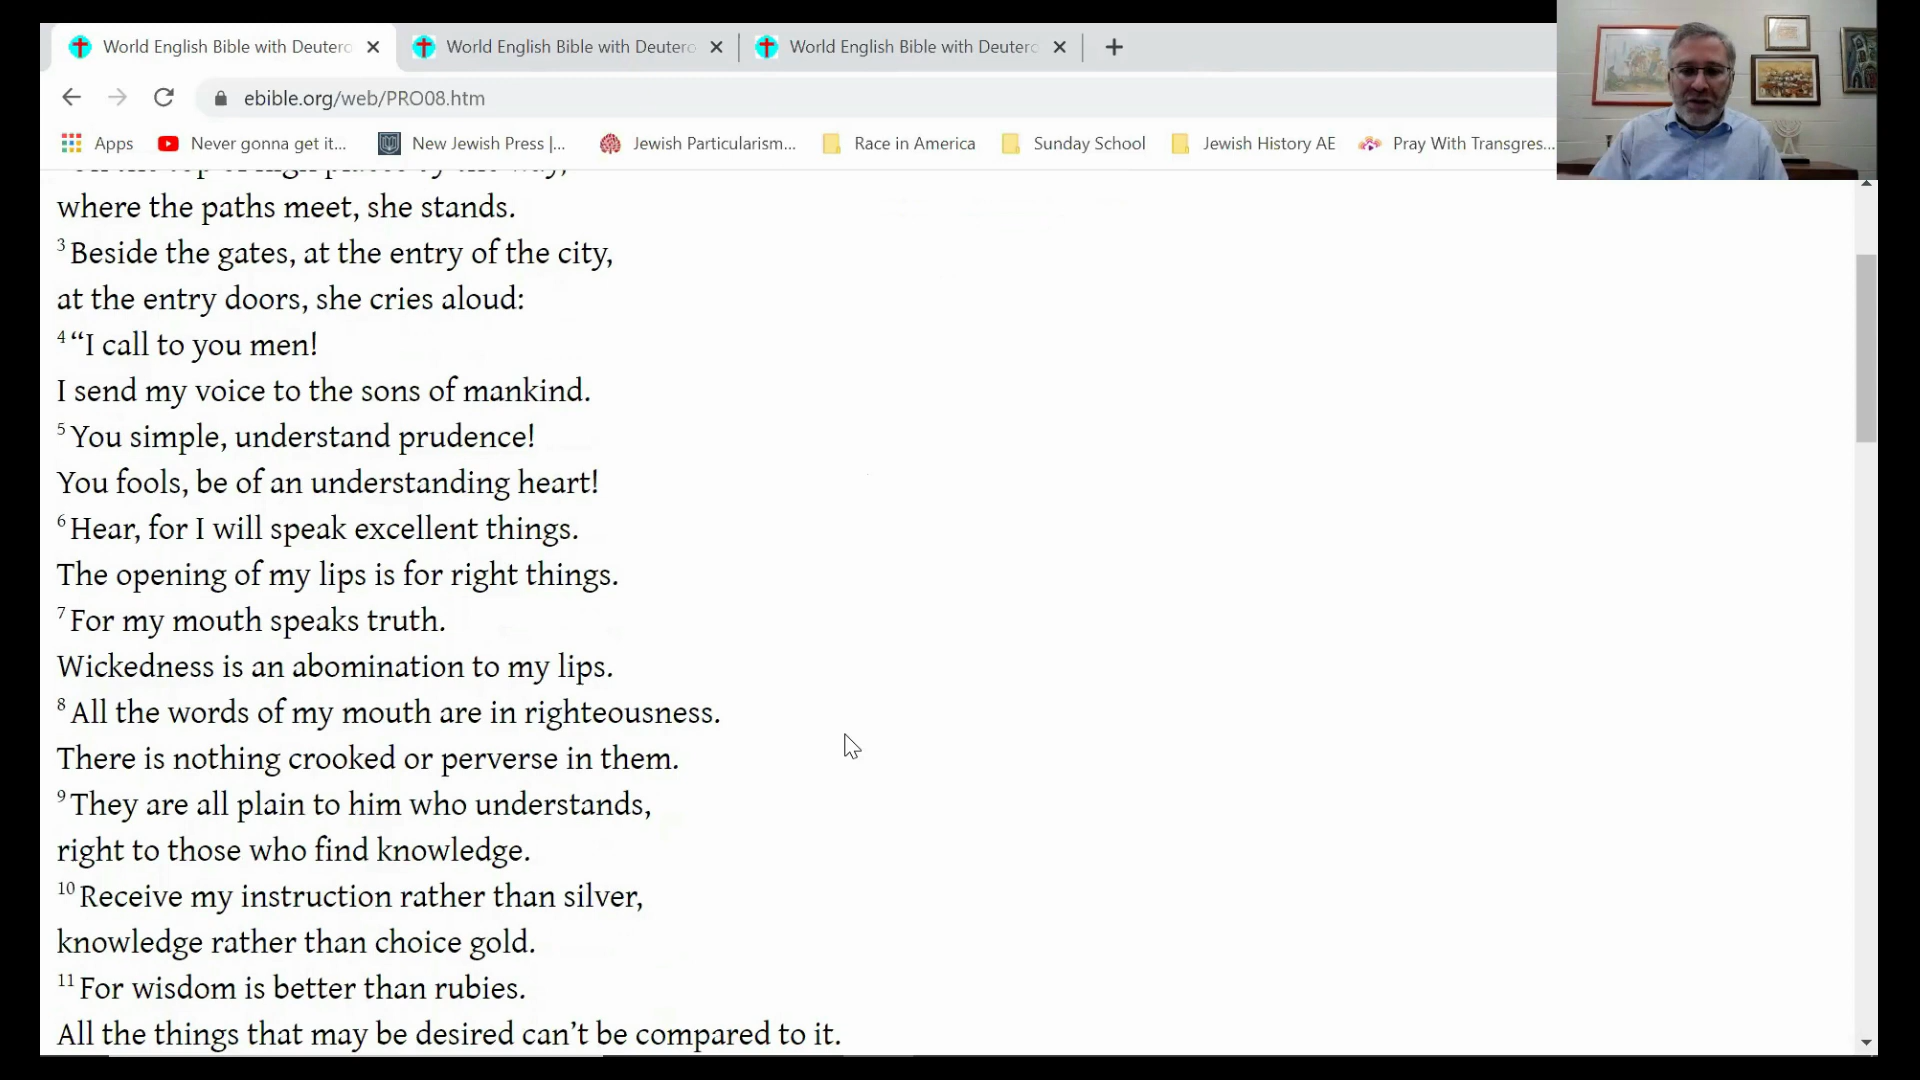 World English Bible with Deutero
World English Bible with Deutero
World English Bible with Deutero
ebible.org/web/PRO08.htm
Apps
Never gonna get it...
New Jewish Press |...
Jewish Particularism...
Race in America
Sunday School
Jewish History AE
Pray With Transgres...
where the paths meet, she stands.
3 Beside the gates, at the entry of the city,
at the entry doors, she cries aloud:
4 “I call to you men!
I send my voice to the sons of mankind.
5 You simple, understand prudence!
You fools, be of an understanding heart!
6 Hear, for I will speak excellent things.
The opening of my lips is for right things.
7 For my mouth speaks truth.
Wickedness is an abomination to my lips.
8 All the words of my mouth are in righteousness.
There is nothing crooked or perverse in them.
9 They are all plain to him who understands,
right to those who find knowledge.
10 Receive my instruction rather than silver,
knowledge rather than choice gold.
11 For wisdom is better than rubies.
All the things that may be desired can’t be compared to it.